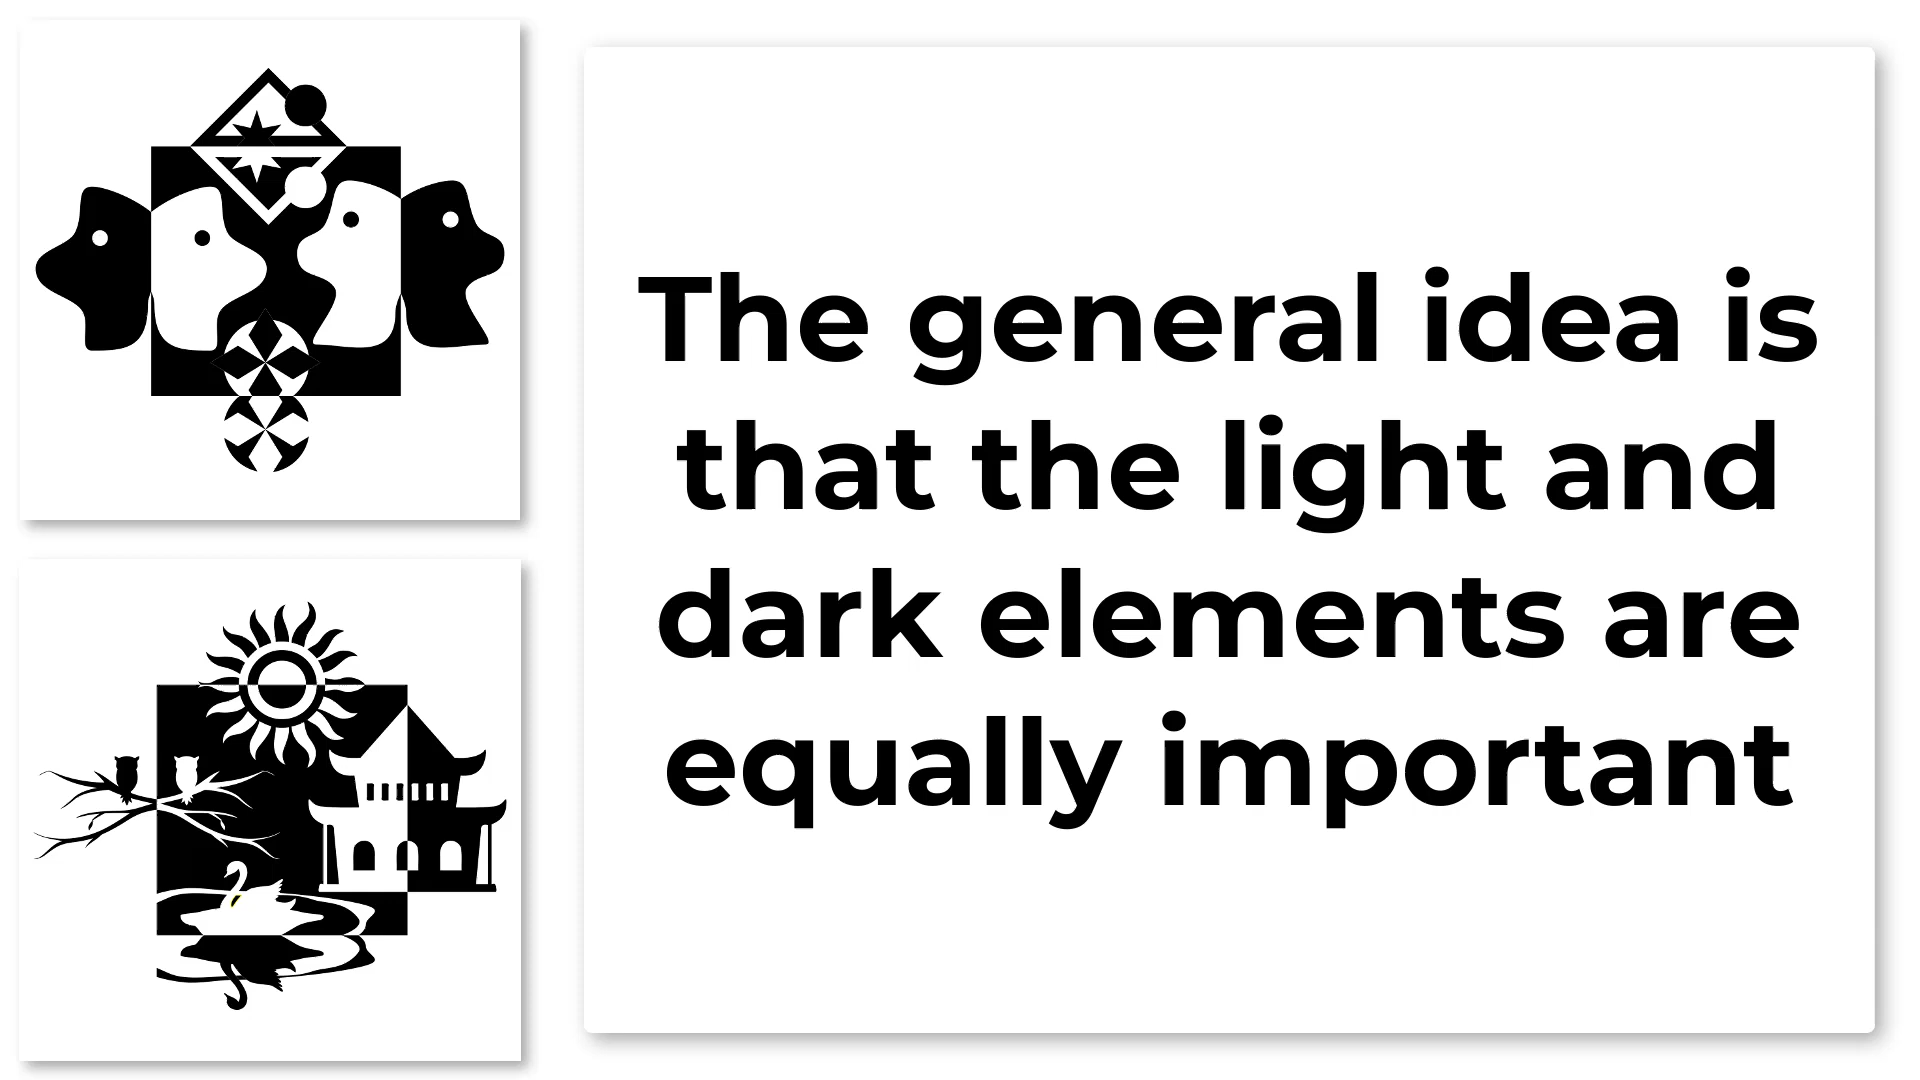 The general idea is
that the light and
dark elements are
equally important